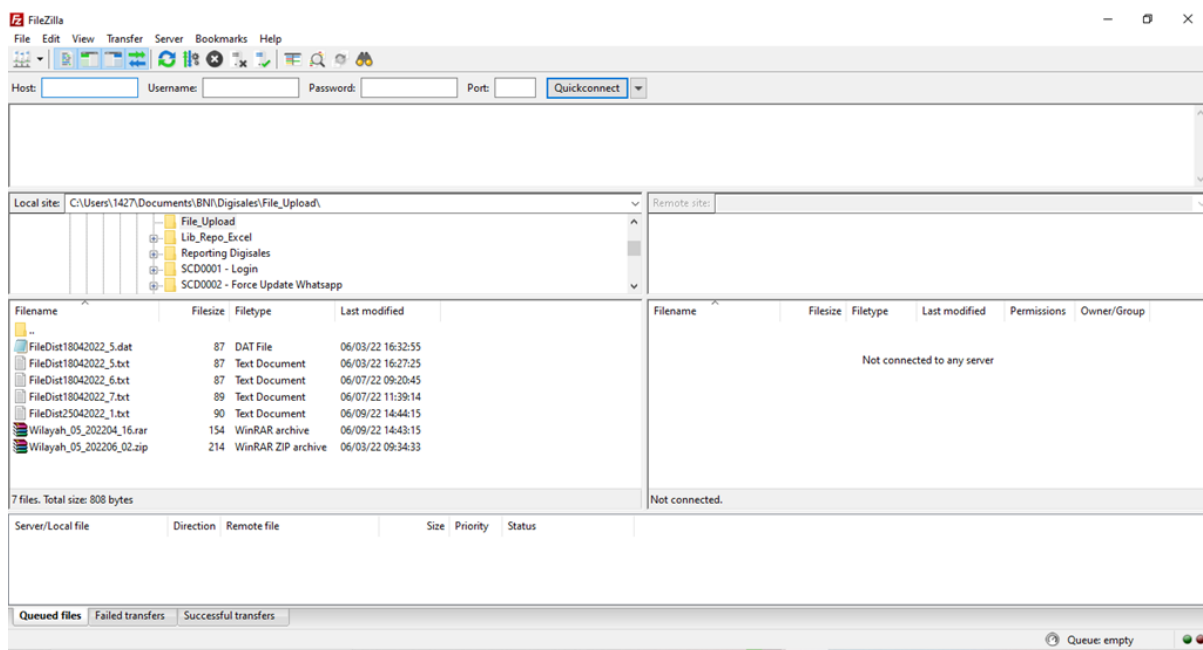 FileZilla
File Edit View Transfer Server Bookmarks Help
Host: Username: Password: Port: Quickconnect
Local site: C:\Users\1427\Documents\BNI\Digisales\File_Upload\
Remote site:
File_Upload
Lib_Repo_Excel
Reporting Digisales
SCD0001 - Login
SCD0002 - Force Update Whatsapp
Filename Filesize Filetype Last modified
..
FileDist18042022_5.dat 87 DAT File 06/03/22 16:32:55
FileDist18042022_5.txt 87 Text Document 06/03/22 16:27:25
FileDist18042022_6.txt 87 Text Document 06/07/22 09:20:45
FileDist18042022_7.txt 89 Text Document 06/07/22 11:39:14
FileDist25042022_1.txt 90 Text Document 06/09/22 14:44:15
Wilayah_05_202204_16.rar 154 WinRAR archive 06/09/22 14:43:15
Wilayah_05_202206_02.zip 214 WinRAR ZIP archive 06/03/22 09:34:33
7 files. Total size: 808 bytes
Filename Filesize Filetype Last modified Permissions Owner/Group
Not connected to any server
Not connected.
Server/Local file Direction Remote file Size Priority Status
Queued files Failed transfers Successful transfers
Queue: empty